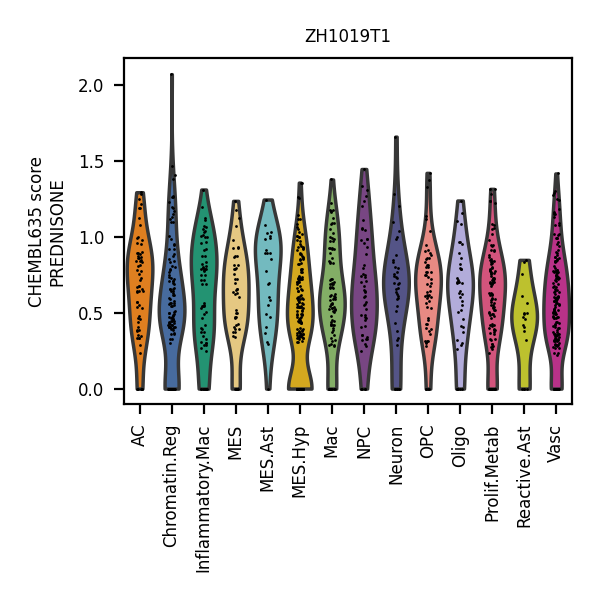 ZH1019T1
CHEMBL635 score
PREDNISONE
2.0
1.5
1.0
0.5
0.0
AC
Chromatin.Reg
Inflammatory.Mac
MES
MES.Ast
MES.Hyp
Mac
NPC
Neuron
OPC
Oligo
Prolif.Metab
Reactive.Ast
Vasc